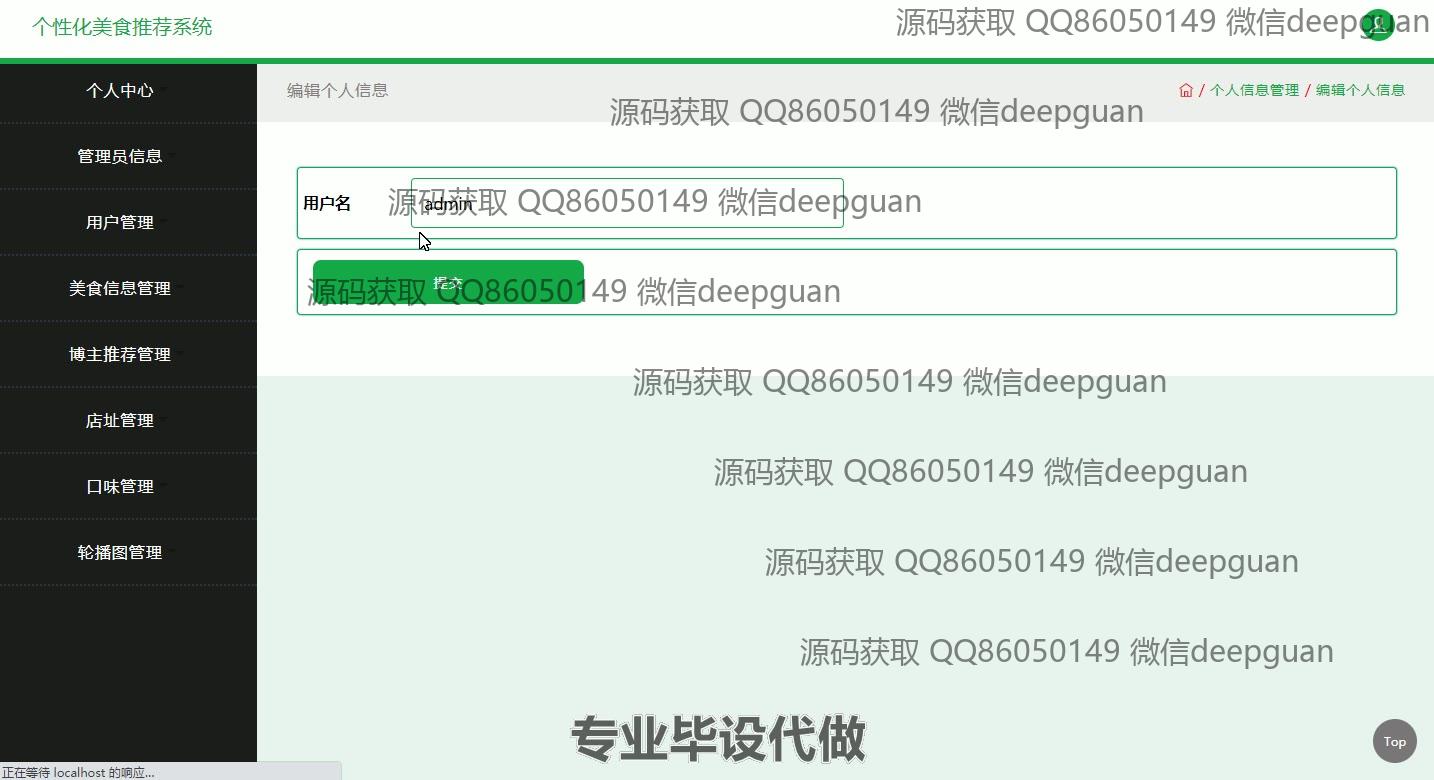 个性化美食推荐系统
源码获取 QQ86050149 微信deepguan
个人中心
编辑个人信息
/ 个人信息管理 / 编辑个人信息
源码获取 QQ86050149 微信deepguan
管理员信息
用户名
admin
源码获取 QQ86050149 微信deepguan
用户管理
提交
源码获取 QQ86050149 微信deepguan
美食信息管理
博主推荐管理
源码获取 QQ86050149 微信deepguan
店址管理
源码获取 QQ86050149 微信deepguan
口味管理
轮播图管理
源码获取 QQ86050149 微信deepguan
源码获取 QQ86050149 微信deepguan
专业毕设代做
Top
正在等待 localhost 的响应...